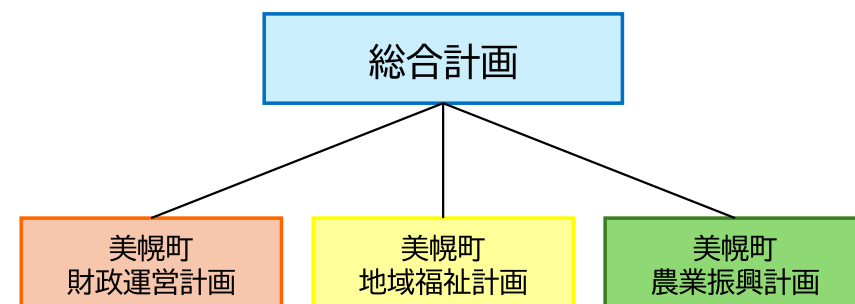 総合計画
美幌町
財政運営計画
美幌町
地域福祉計画
美幌町
農業振興計画